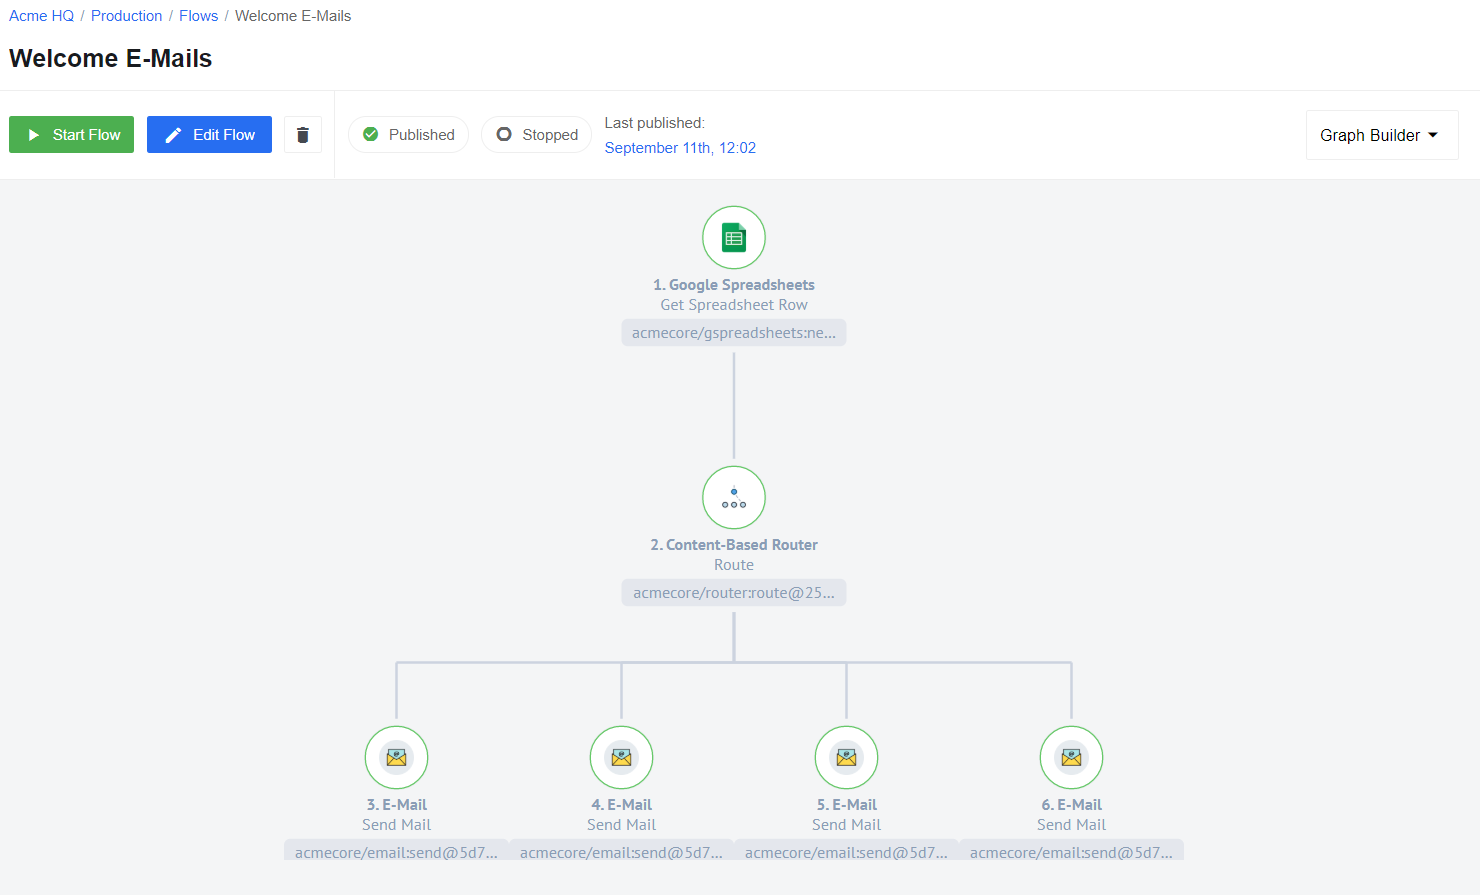 Acme HQ / Production / Flows / Welcome E-Mails
Welcome E-Mails
Start Flow
Edit Flow
Published
Stopped
Last published:
September 11th, 12:02
Graph Builder
1. Google Spreadsheets
Get Spreadsheet Row
acmecore/gspreadsheets:ne...
2. Content-Based Router
Route
acmecore/router:route@25...
3. E-Mail
Send Mail
acmecore/email:send@5d7...
4. E-Mail
Send Mail
acmecore/email:send@5d7...
5. E-Mail
Send Mail
acmecore/email:send@5d7...
6. E-Mail
Send Mail
acmecore/email:send@5d7...